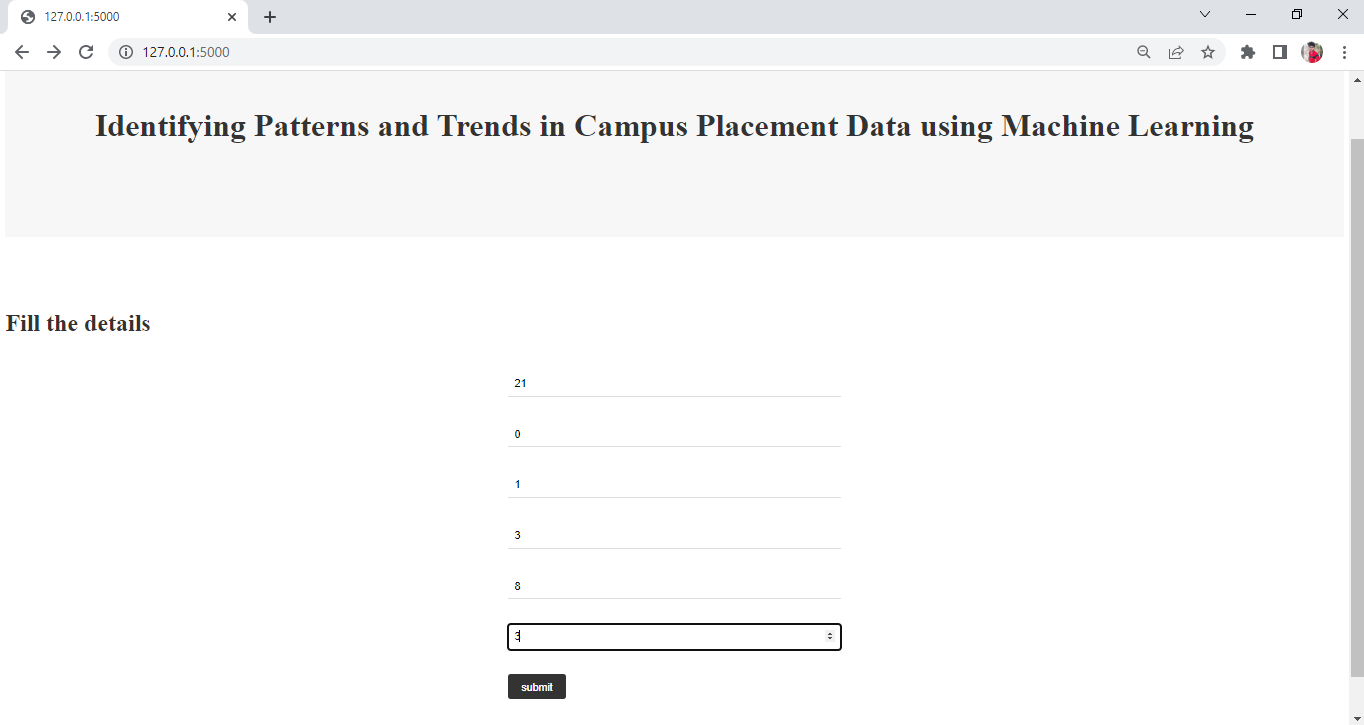 127.0.0.1:5000
127.0.0.1:5000
Identifying Patterns and Trends in Campus Placement Data using Machine Learning
Fill the details
21
0
1
3
8
3
submit